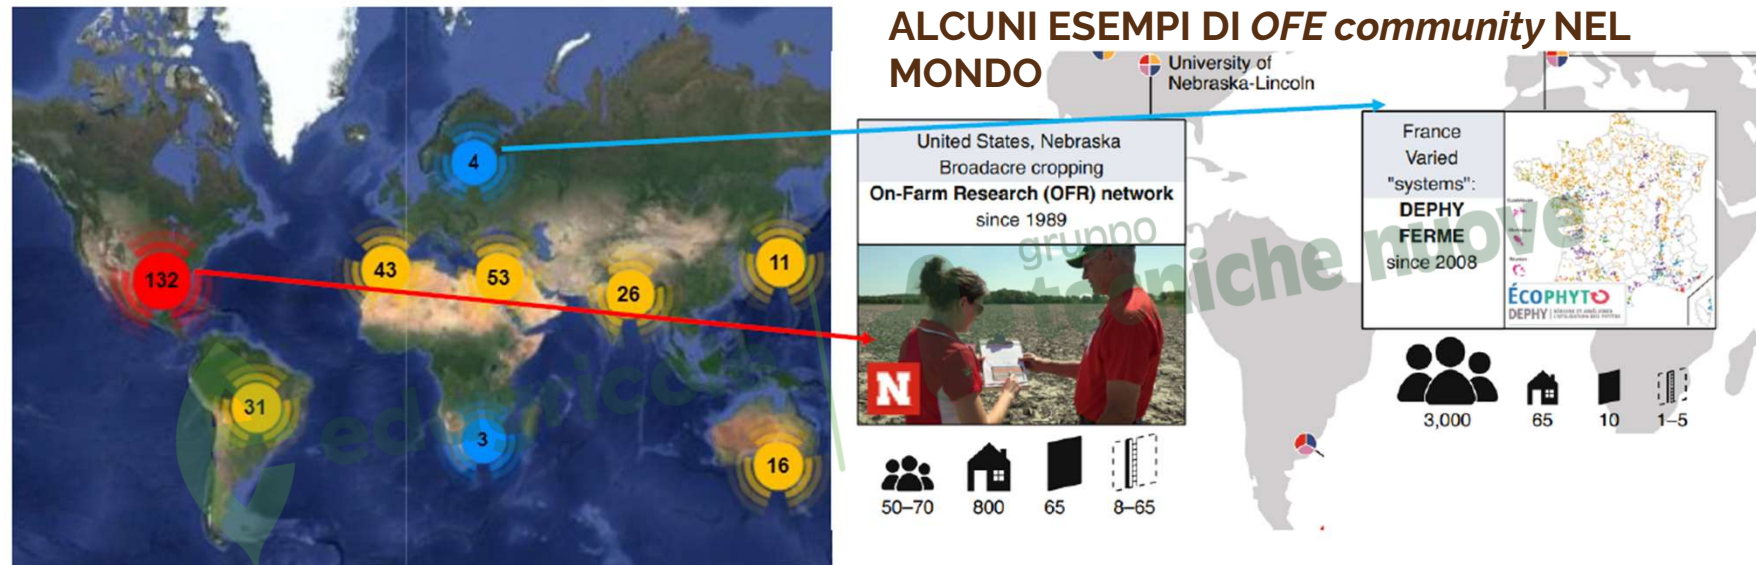 ALCUNI ESEMPI DI OFE community NEL
MONDO
4
132
43
53
26
11
31
3
16
University of
Nebraska-Lincoln
United States, Nebraska
Broadacre cropping
On-Farm Research (OFR) network
since 1989
N
50–70
800
65
8–65
France
Varied
"systems":
DEPHY
FERME
since 2008
ÉCOPHYTO
DEPHY
3,000
65
10
1–5
gruppo
tecniche nuove